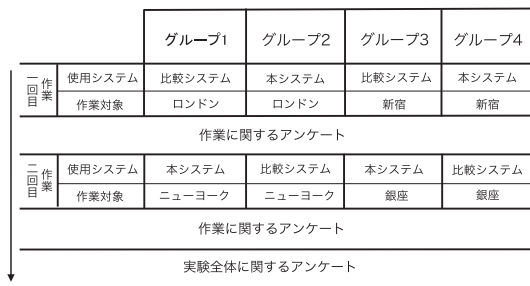 グループ1 グループ2 グループ3 グループ4
一回目 作業 使用システム 比較システム 本システム 比較システム 本システム
作業対象 ロンドン ロンドン 新宿 新宿
作業に関するアンケート
二回目 作業 使用システム 本システム 比較システム 本システム 比較システム
作業対象 ニューヨーク ニューヨーク 銀座 銀座
作業に関するアンケート
実験全体に関するアンケート